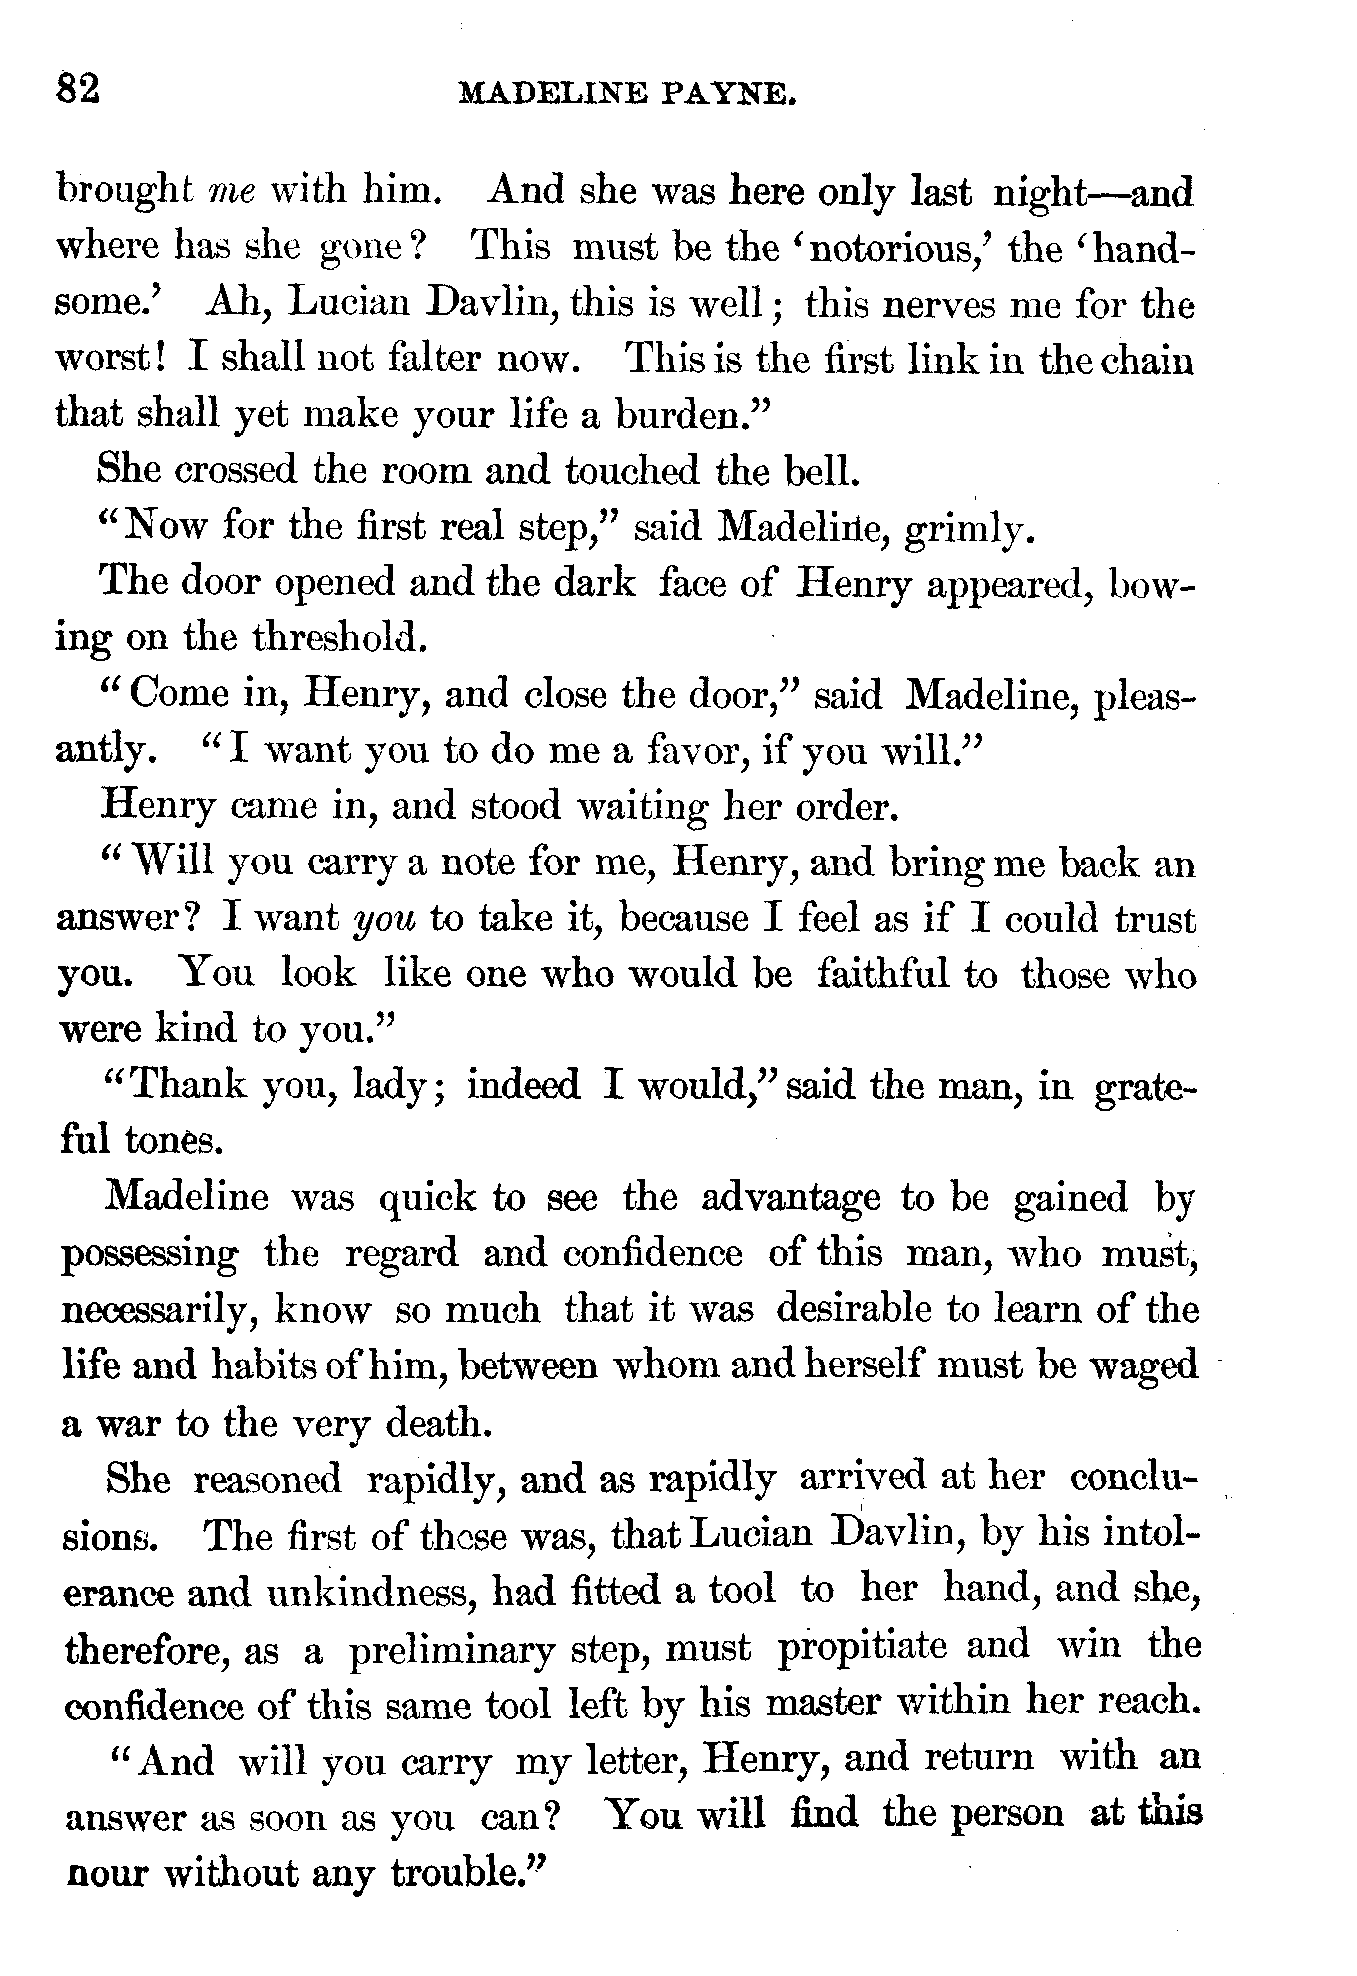 82 MADELINE PAYNE.
brought me with him. And she was here only last night—and
where has she gone? This must be the ‘notorious,’ the ‘hand-
some.’ Ah, Lucian Davlin, this is well; this nerves me for the
worst! I shall not falter now. This is the first link in the chain
that shall yet make your life a burden.”
She crossed the room and touched the bell.
“Now for the first real step,” said Madeline, grimly.
The door opened and the dark face of Henry appeared, bow-
ing on the threshold.
“Come in, Henry, and close the door,” said Madeline, pleas-
antly. “I want you to do me a favor, if you will.”
Henry came in, and stood waiting her order.
“Will you carry a note for me, Henry, and bring me back an
answer? I want you to take it, because I feel as if I could trust
you. You look like one who would be faithful to those who
were kind to you.”
“Thank you, lady; indeed I would,” said the man, in grate-
ful tones.
Madeline was quick to see the advantage to be gained by
possessing the regard and confidence of this man, who must,
necessarily, know so much that it was desirable to learn of the
life and habits of him, between whom and herself must be waged
a war to the very death.
She reasoned rapidly, and as rapidly arrived at her conclu-
sions. The first of these was, that Lucian Davlin, by his intol-
erance and unkindness, had fitted a tool to her hand, and she,
therefore, as a preliminary step, must propitiate and win the
confidence of this same tool left by his master within her reach.
“And will you carry my letter, Henry, and return with an
answer as soon as you can? You will find the person at this
nour without any trouble.”